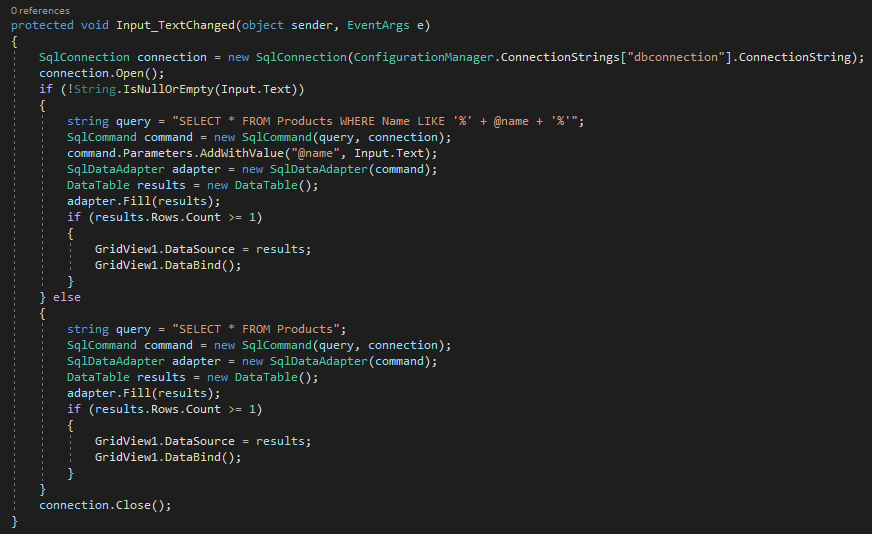 0 references
protected void Input_TextChanged(object sender, EventArgs e)
{
    SqlConnection connection = new SqlConnection(ConfigurationManager.ConnectionStrings["dbconnection"].ConnectionString);
    connection.Open();
    if (!String.IsNullOrEmpty(Input.Text))
    {
        string query = "SELECT * FROM Products WHERE Name LIKE '%' + @name + '%'";
        SqlCommand command = new SqlCommand(query, connection);
        command.Parameters.AddWithValue("@name", Input.Text);
        SqlDataAdapter adapter = new SqlDataAdapter(command);
        DataTable results = new DataTable();
        adapter.Fill(results);
        if (results.Rows.Count >= 1)
        {
            GridView1.DataSource = results;
            GridView1.DataBind();
        }
    } else
    {
        string query = "SELECT * FROM Products";
        SqlCommand command = new SqlCommand(query, connection);
        SqlDataAdapter adapter = new SqlDataAdapter(command);
        DataTable results = new DataTable();
        adapter.Fill(results);
        if (results.Rows.Count >= 1)
        {
            GridView1.DataSource = results;
            GridView1.DataBind();
        }
    }
    connection.Close();
}